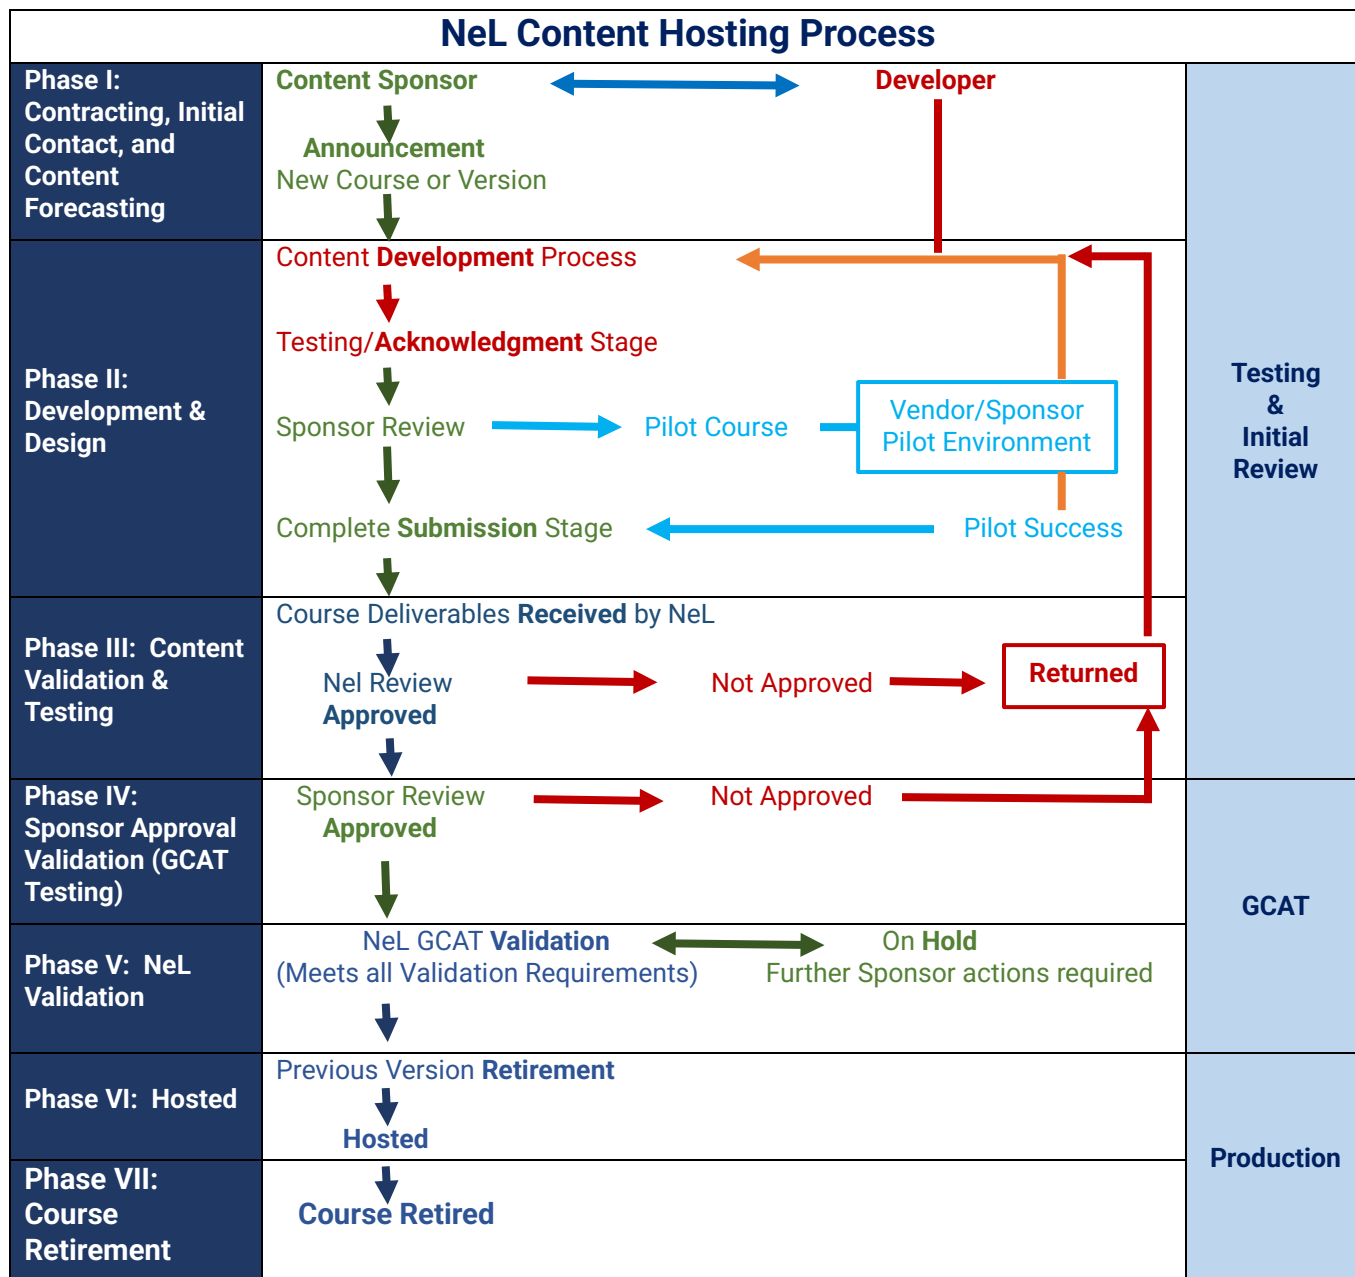 NeL Content Hosting Process
Phase I:
Contracting, Initial
Contact, and
Content
Forecasting
Content Sponsor
Developer
Announcement
New Course or Version
Phase II:
Development &
Design
Content Development Process
Testing/Acknowledgment Stage
Sponsor Review
Pilot Course
Vendor/Sponsor
Pilot Environment
Complete Submission Stage
Pilot Success
Testing
&
Initial
Review
Phase III:  Content
Validation &
Testing
Course Deliverables Received by NeL
Nel Review
Approved
Not Approved
Returned
Phase IV:
Sponsor Approval
Validation (GCAT
Testing)
Sponsor Review
Approved
Not Approved
GCAT
Phase V:  NeL
Validation
NeL GCAT Validation
(Meets all Validation Requirements)
On Hold
Further Sponsor actions required
Phase VI:  Hosted
Previous Version Retirement
Hosted
Production
Phase VII:
Course
Retirement
Course Retired